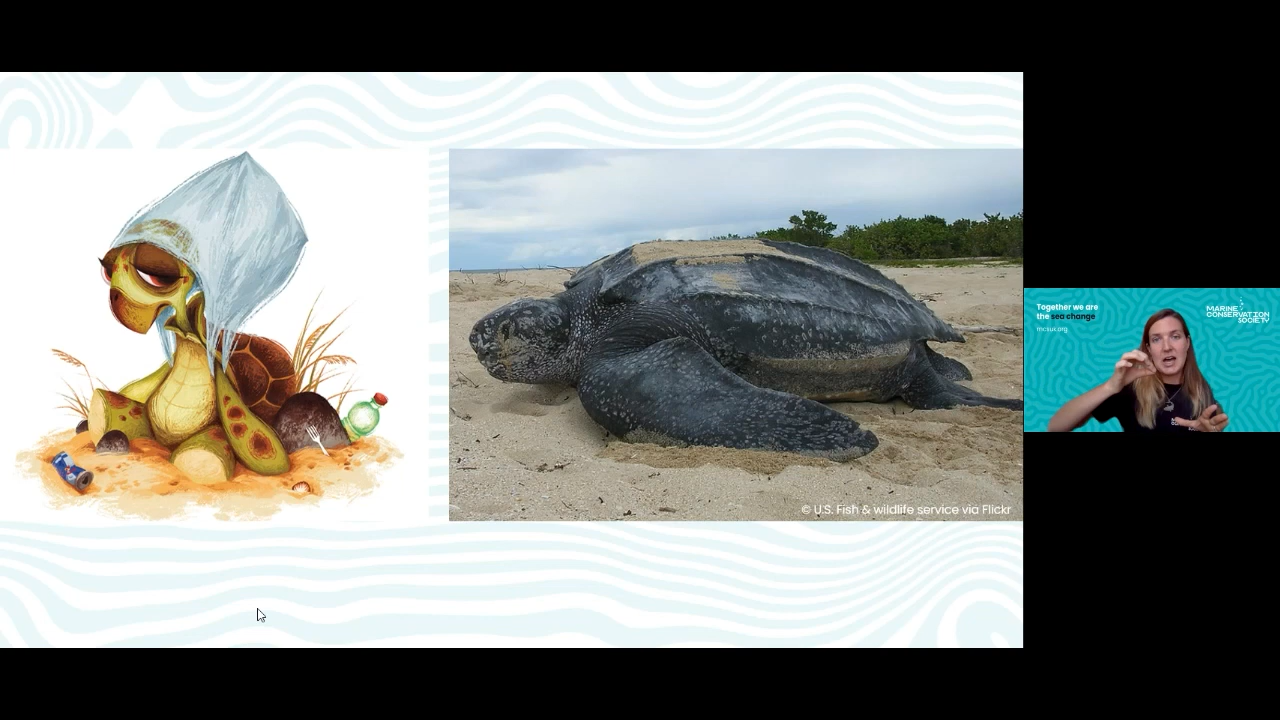 © U.S. Fish & wildlife service via Flickr
Together we are
the sea change
mcsuk.org
MARINE
CONSERVATION
SOCIETY